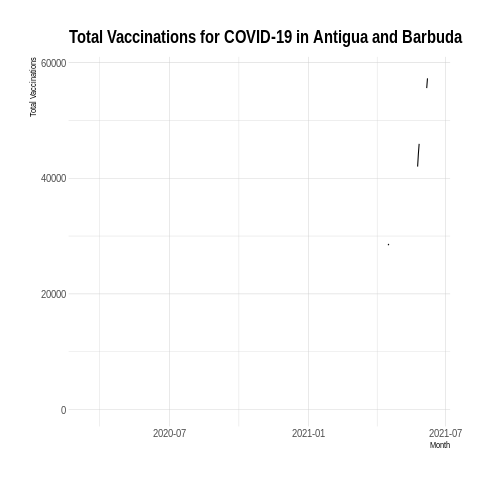 Total Vaccinations for COVID-19 in Antigua and Barbuda
Total Vaccinations
60000
40000
20000
0
2020-07
2021-01
2021-07
Month